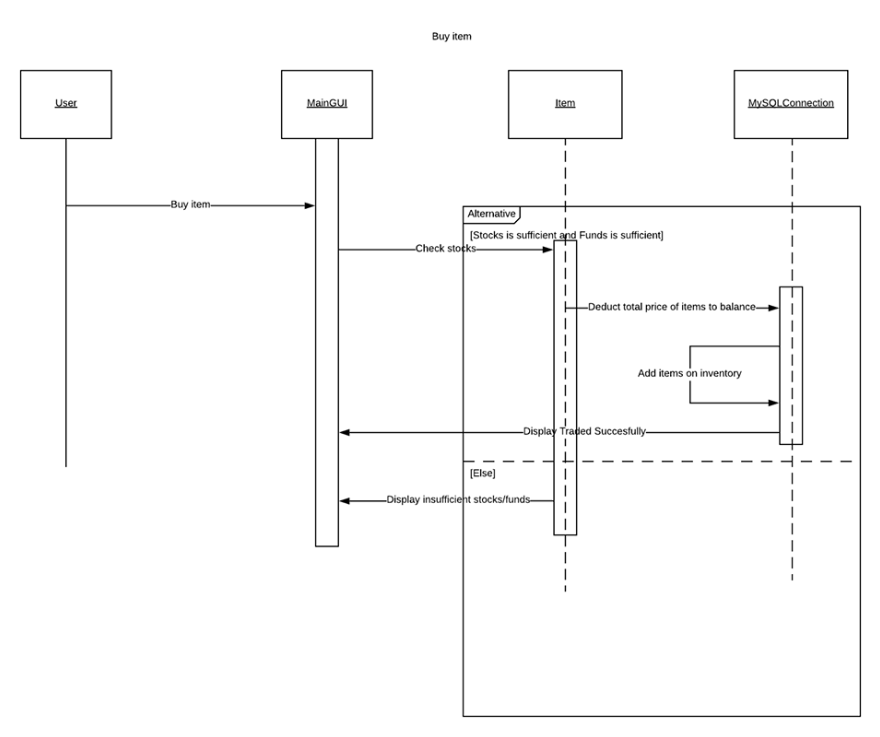 Buy item
User
MainGUI
Item
MySQLConnection
Buy item
Alternative
[Stocks is sufficient and Funds is sufficient]
Check stocks
Deduct total price of items to balance
Add items on inventory
Display Traded Succesfully
[Else]
Display insufficient stocks/funds